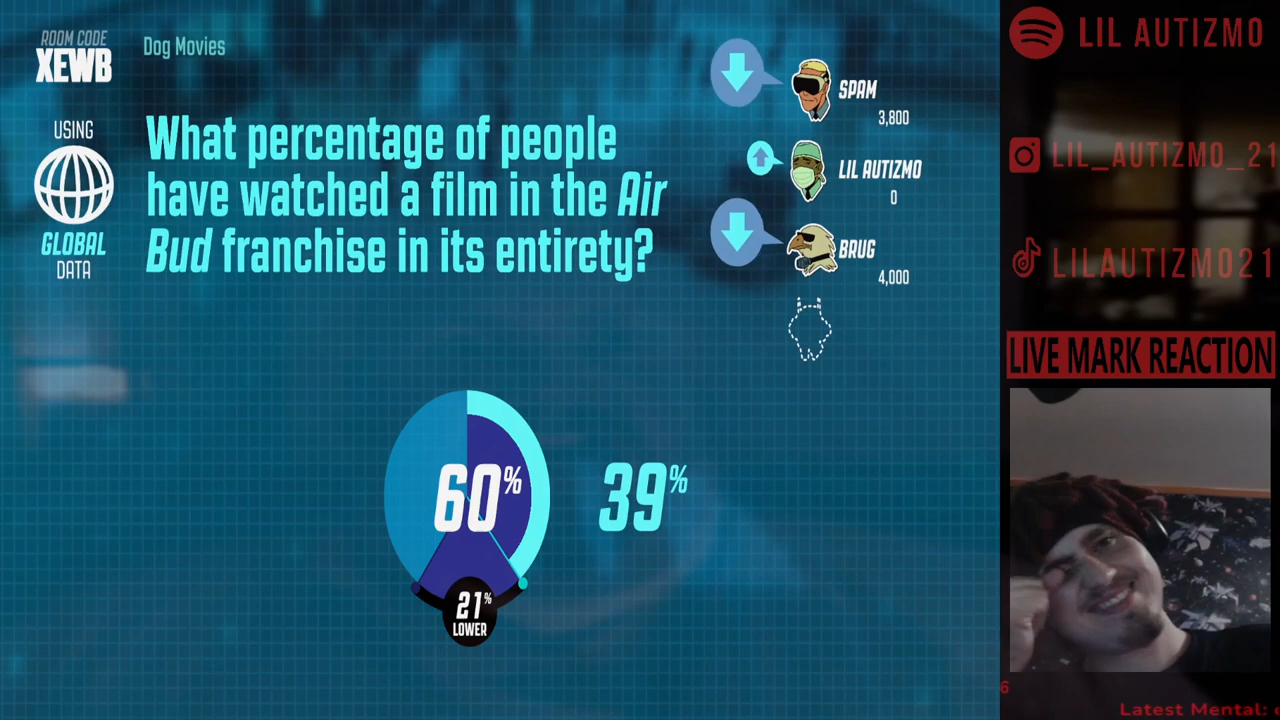 ROOM CODE
XEWB
Dog Movies
USING
GLOBAL
DATA
What percentage of people
have watched a film in the Air
Bud franchise in its entirety?
SPAM
3,800
LIL AUTIZMO
0
BRUG
4,000
60%
39%
21%
LOWER
LIL AUTIZMO
LIL_AUTIZMO_21
LILAUTIZMO21
LIVE MARK REACTION
6
Latest Mental: